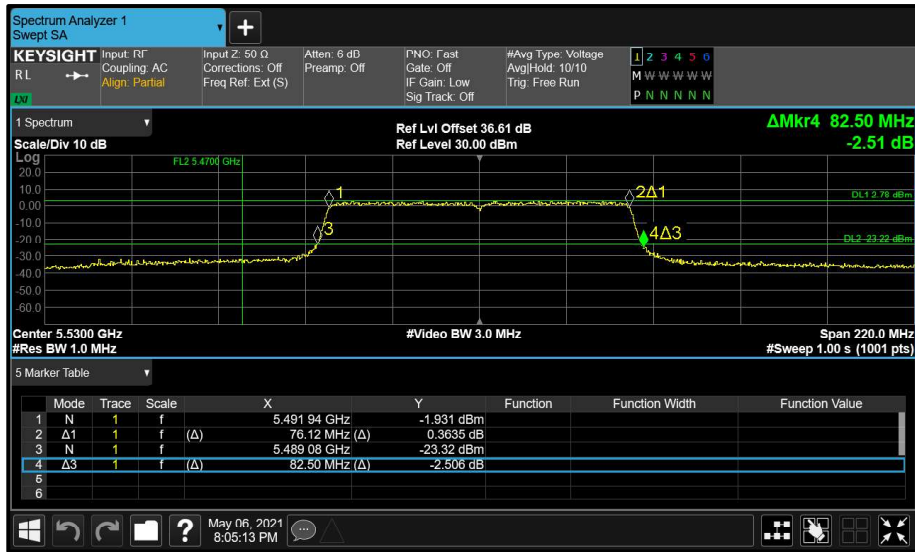 Spectrum Analyzer 1
Swept SA
+
KEYSIGHT Input: RF Input Z: 50 Ω Atten: 6 dB PNO: Fast #Avg Type: Voltage 1 2 3 4 5 6
RL Coupling: AC Corrections: Off Preamp: Off Gate: Off Avg|Hold: 10/10 M W W W W W
Align: Partial Freq Ref: Ext (S) IF Gain: Low Trig: Free Run
LXI Sig Track: Off P N N N N N
1 Spectrum Ref Lvl Offset 36.61 dB ΔMkr4 82.50 MHz
Scale/Div 10 dB Ref Level 30.00 dBm -2.51 dB
Log FL2 5.4700 GHz
20.0
10.0 1 2Δ1 DL1 2.78 dBm
0.00
-10.0 3 4Δ3
-20.0 DL2 -23.22 dBm
-30.0
-40.0
-50.0
-60.0
Center 5.5300 GHz #Video BW 3.0 MHz Span 220.0 MHz
#Res BW 1.0 MHz #Sweep 1.00 s (1001 pts)
5 Marker Table
Mode Trace Scale X Y Function Function Width Function Value
1 N 1 f 5.491 94 GHz -1.931 dBm
2 Δ1 1 f (Δ) 76.12 MHz (Δ) 0.3635 dB
3 N 1 f 5.489 08 GHz -23.32 dBm
4 Δ3 1 f (Δ) 82.50 MHz (Δ) -2.506 dB
5
6
? May 06, 2021
8:05:13 PM